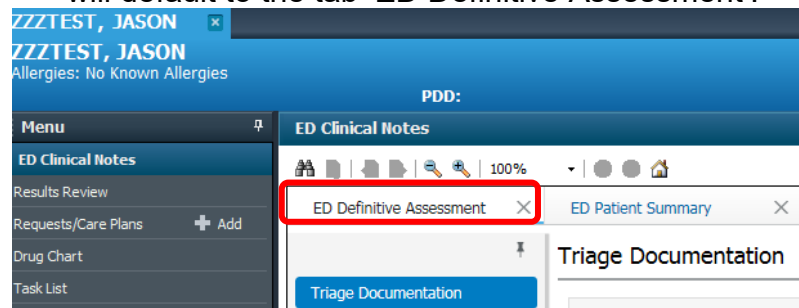 will default to the tab 'ED Definitive Assessment'.
ZZZTEST, JASON
ZZZTEST, JASON
Allergies: No Known Allergies
PDD:
Menu
ED Clinical Notes
ED Clinical Notes
100%
Results Review
ED Definitive Assessment
ED Patient Summary
Requests/Care Plans
Add
Drug Chart
Triage Documentation
Task List
Triage Documentation